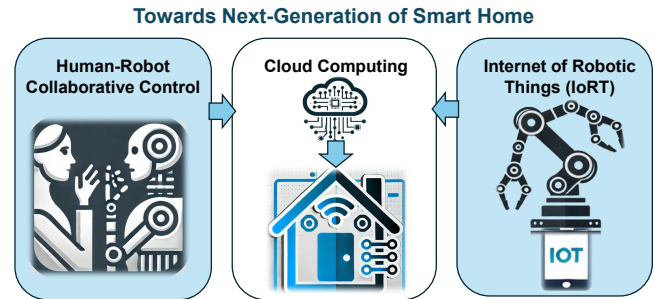 Towards Next-Generation of Smart Home
Human-Robot
Collaborative Control
Cloud Computing
Internet of Robotic
Things (IoRT)
IOT